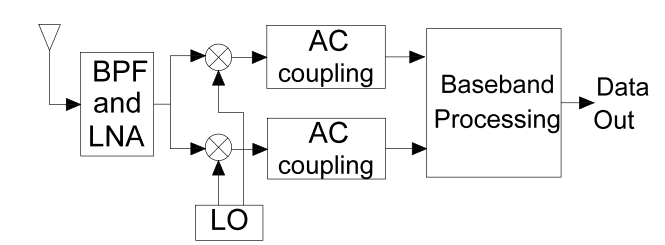 BPF
and
LNA
AC
coupling
AC
coupling
LO
Baseband
Processing
Data
Out